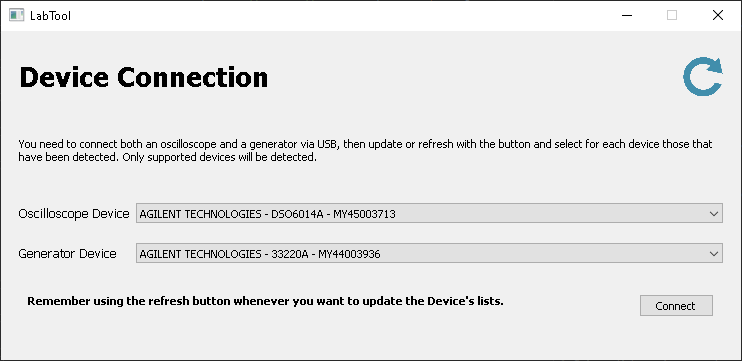 LabTool
Device Connection
You need to connect both an oscilloscope and a generator via USB, then update or refresh with the button and select for each device those that
have been detected. Only supported devices will be detected.
Oscilloscope Device AGILENT TECHNOLOGIES - DSO6014A - MY45003713
Generator Device AGILENT TECHNOLOGIES - 33220A - MY44003936
Remember using the refresh button whenever you want to update the Device's lists.
Connect